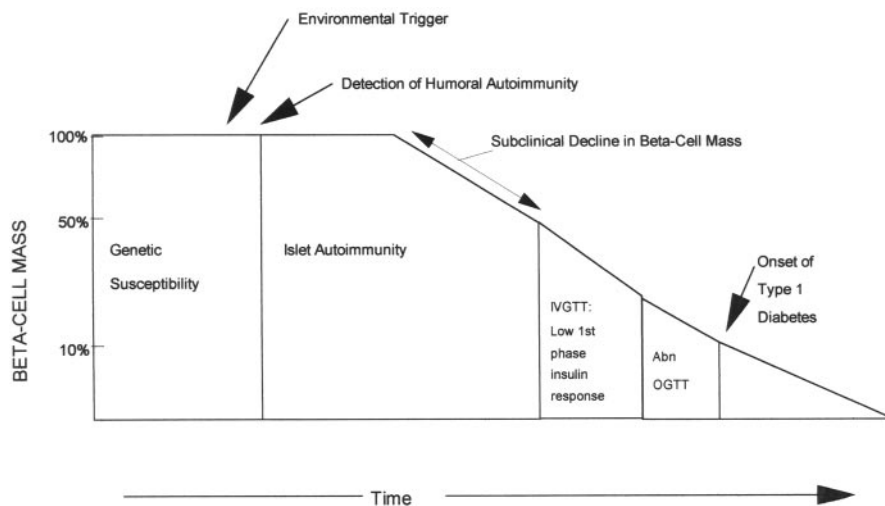 Environmental Trigger
Detection of Humoral Autoimmunity
Subclinical Decline in Beta-Cell Mass
100%
50%
10%
BETA-CELL MASS
Genetic
Susceptibility
Islet Autoimmunity
IVGTT:
Low 1st
phase
insulin
response
Abn
OGTT
Onset of
Type 1
Diabetes
Time